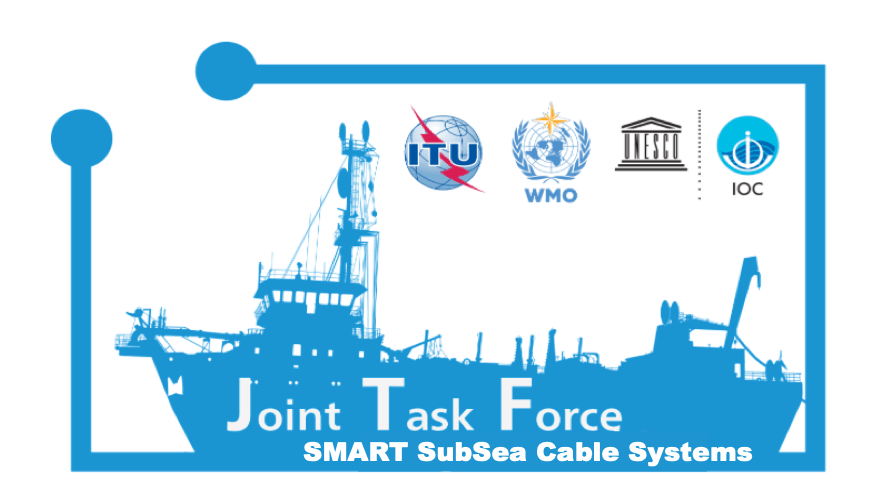 ITU
WMO
UNESCO
IOC
Joint Task Force
SMART SubSea Cable Systems